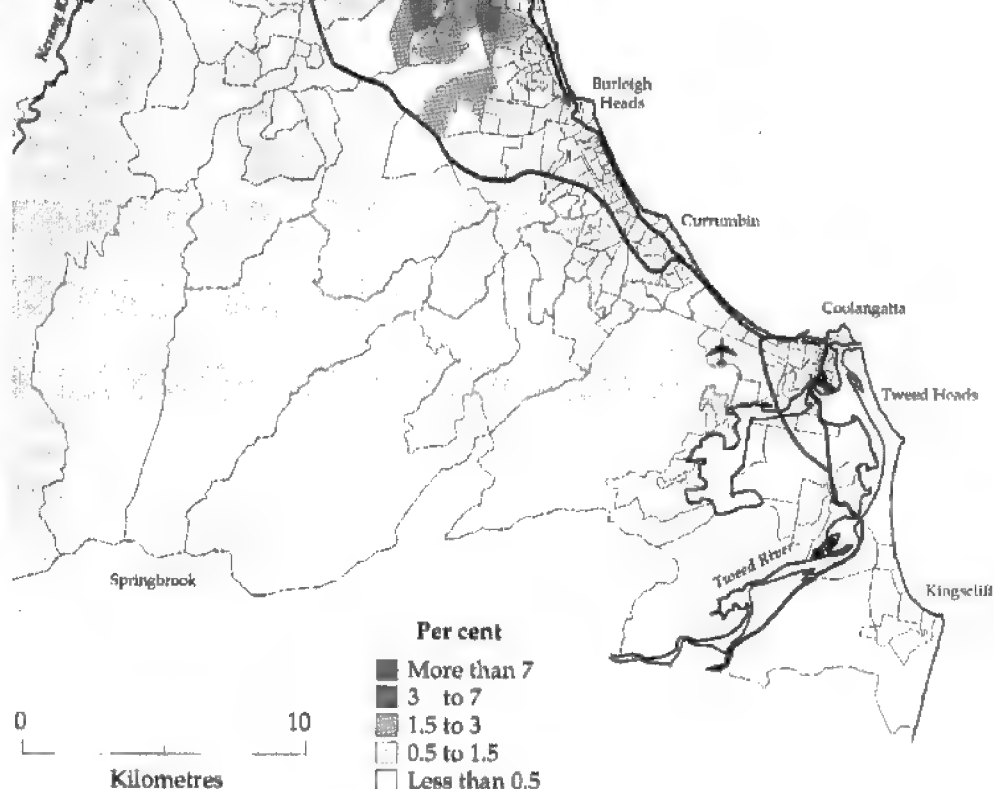 Burleigh
Heads
Currumbin
Coolangatta
Tweed Heads
Tweed River
Springbrook
Kingscliff
Per cent
More than 7
3 to 7
1.5 to 3
0.5 to 1.5
Less than 0.5
0 10
Kilometres